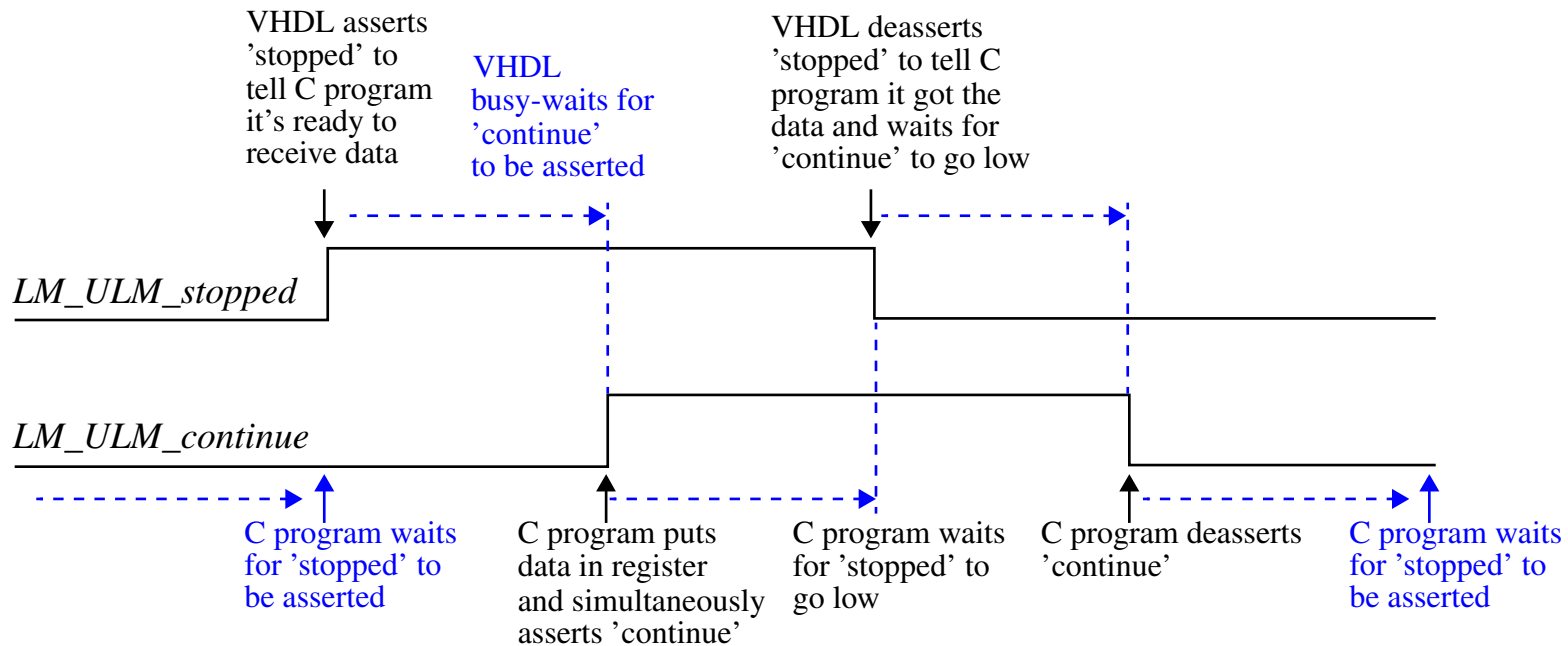 VHDL asserts
’stopped’ to
tell C program
it's ready to
receive data
VHDL
busy-waits for
’continue’
to be asserted
VHDL deasserts
’stopped’ to tell C
program it got the
data and waits for
’continue’ to go low
LM_ULM_stopped
LM_ULM_continue
C program waits
for ’stopped’ to
be asserted
C program puts
data in register
and simultaneously
asserts ’continue’
C program waits
for ’stopped’ to
go low
C program deasserts
’continue’
C program waits
for ’stopped’ to
be asserted